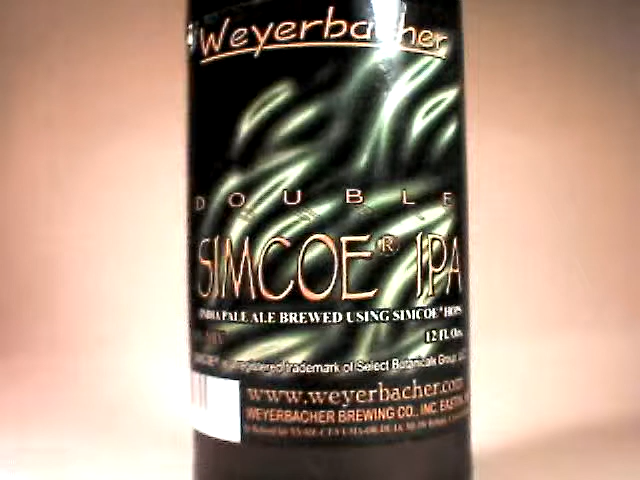 Weyerbacher
DOUBLE
SIMCOE® IPA
INDIA PALE ALE BREWED USING SIMCOE® HOPS
12 fl. Oz.
registered trademark of Select Botanicals Group
www.weyerbacher.com
WEYERBACHER BREWING CO., INC. EASTON,